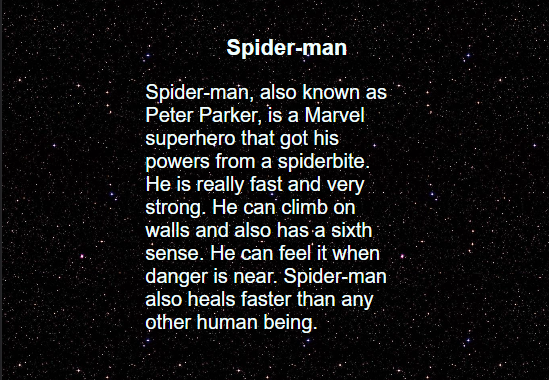 Spider-man
Spider-man, also known as
Peter Parker, is a Marvel
superhero that got his
powers from a spiderbite.
He is really fast and very
strong. He can climb on
walls and also has a sixth
sense. He can feel it when
danger is near. Spider-man
also heals faster than any
other human being.